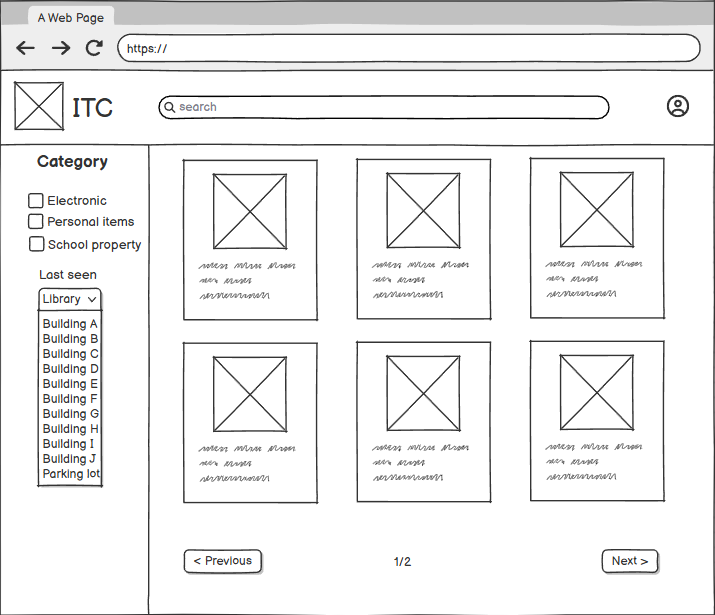 A Web Page
https://
ITC
search
Category
Electronic
Personal items
School property
Last seen
Library
Building A
Building B
Building C
Building D
Building E
Building F
Building G
Building H
Building I
Building J
Parking lot
< Previous
1/2
Next >